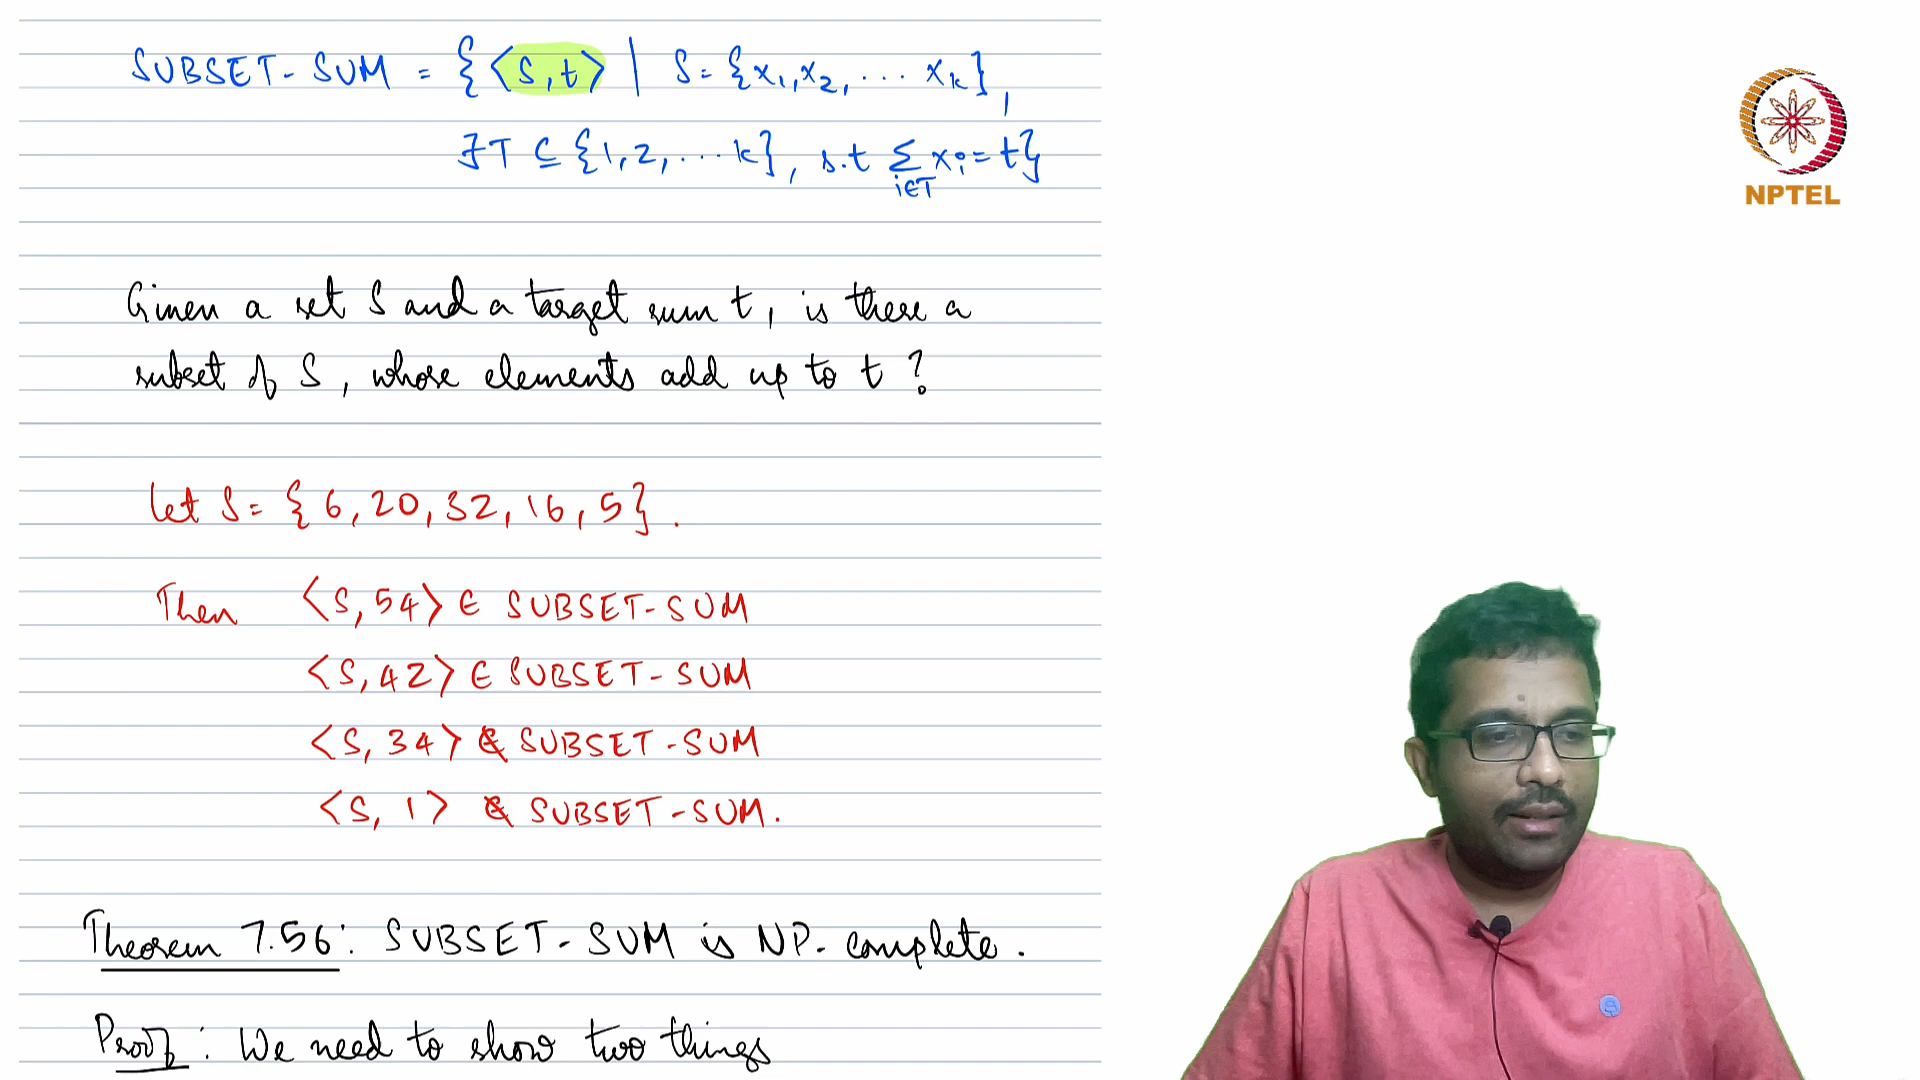 SUBSET-SUM = {⟨S,t⟩ | S = {x₁,x₂, ... xₖ},
∃T ⊆ {1,2, ... k}, s.t ∑_{i∈T} xᵢ = t}
NPTEL
Given a set S and a target sum t, is there a
subset of S, whose elements add up to t?
Let S = {6, 20, 32, 16, 5}.
Then ⟨S, 54⟩ ∈ SUBSET-SUM
⟨S, 42⟩ ∈ SUBSET-SUM
⟨S, 34⟩ ∉ SUBSET-SUM
⟨S, 1⟩ ∉ SUBSET-SUM.
Theorem 7.56: SUBSET-SUM is NP-complete.
Proof: We need to show two things